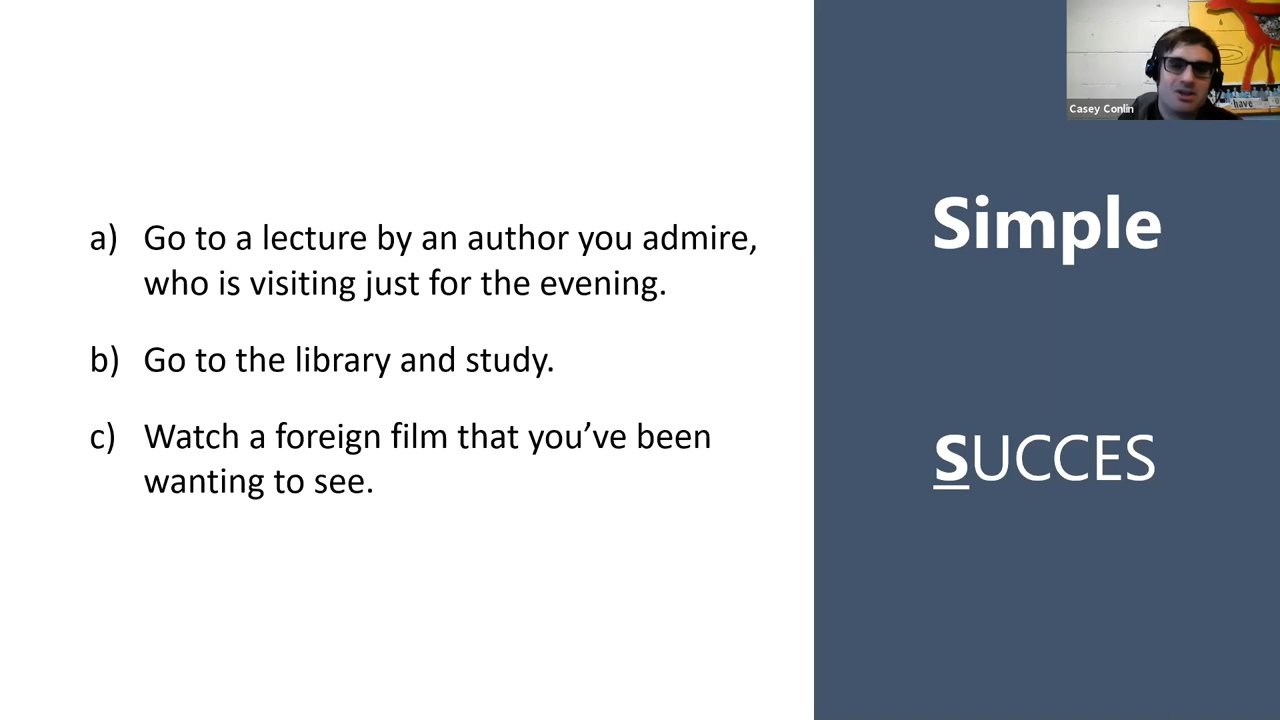 a) Go to a lecture by an author you admire,
who is visiting just for the evening.
b) Go to the library and study.
c) Watch a foreign film that you’ve been
wanting to see.
Casey Conlin
have
Simple
SUCCES